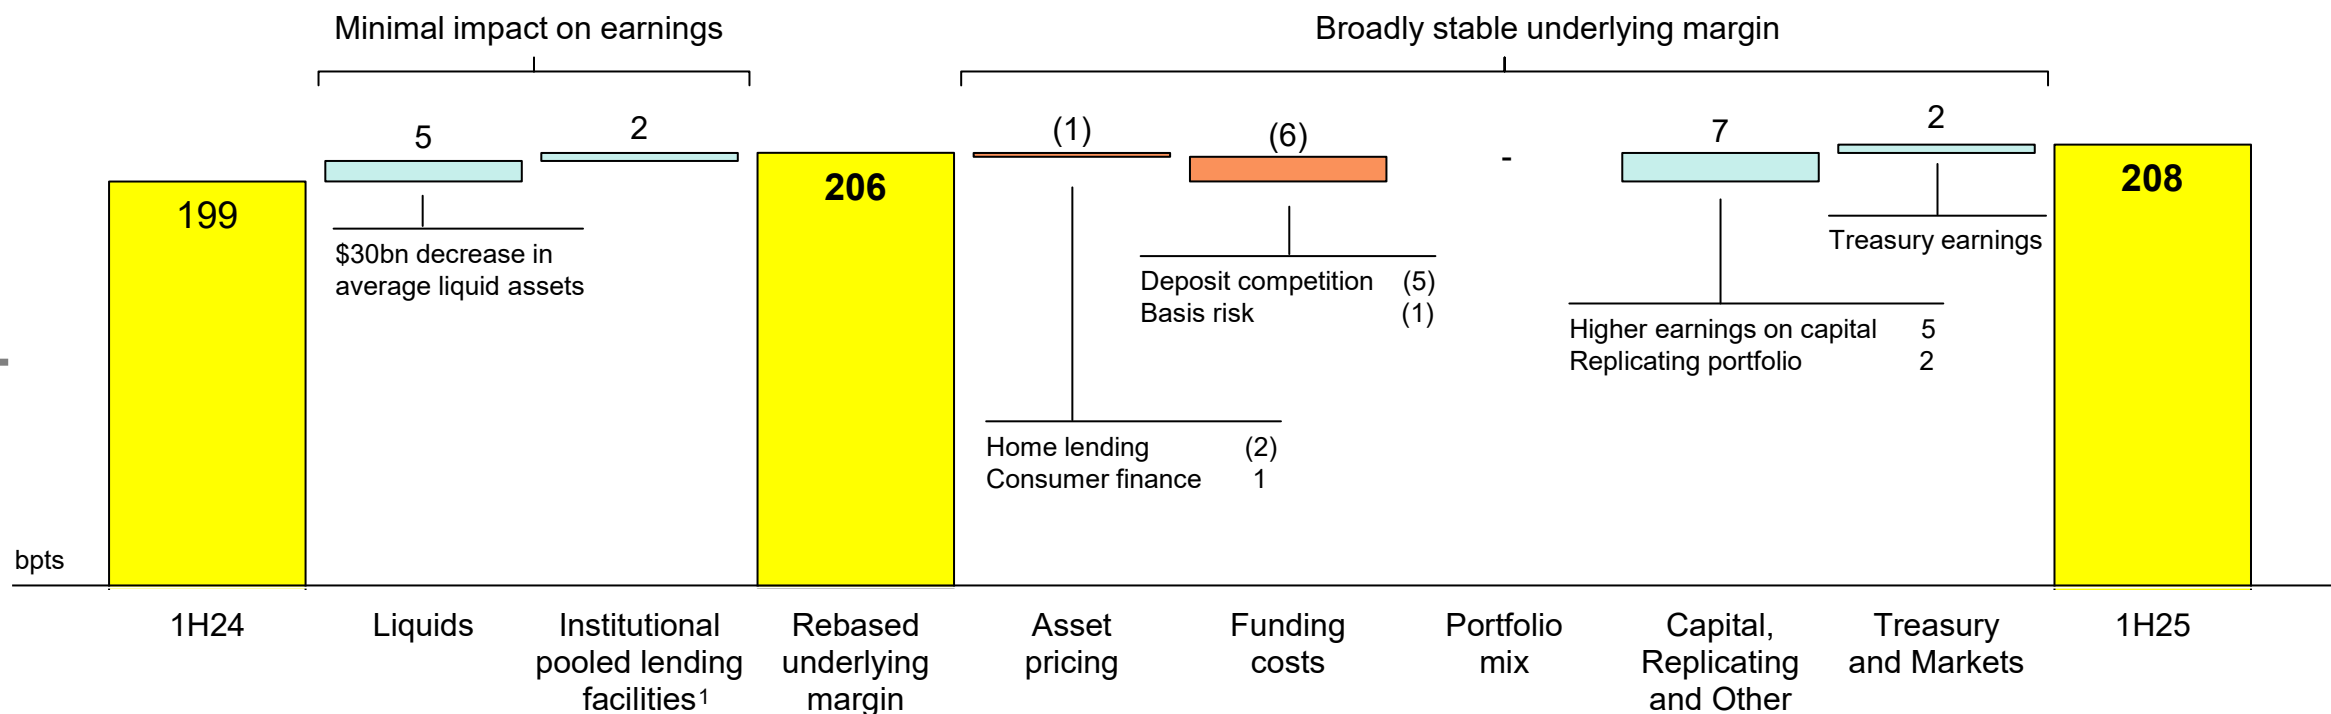 Minimal impact on earnings
Broadly stable underlying margin
5
2
(1)
(6)
-
7
2
199
206
208
$30bn decrease in
average liquid assets
Deposit competition (5)
Basis risk (1)
Treasury earnings
Higher earnings on capital 5
Replicating portfolio 2
Home lending (2)
Consumer finance 1
bpts
1H24
Liquids
Institutional
pooled lending
facilities1
Rebased
underlying
margin
Asset
pricing
Funding
costs
Portfolio
mix
Capital,
Replicating
and Other
Treasury
and Markets
1H25